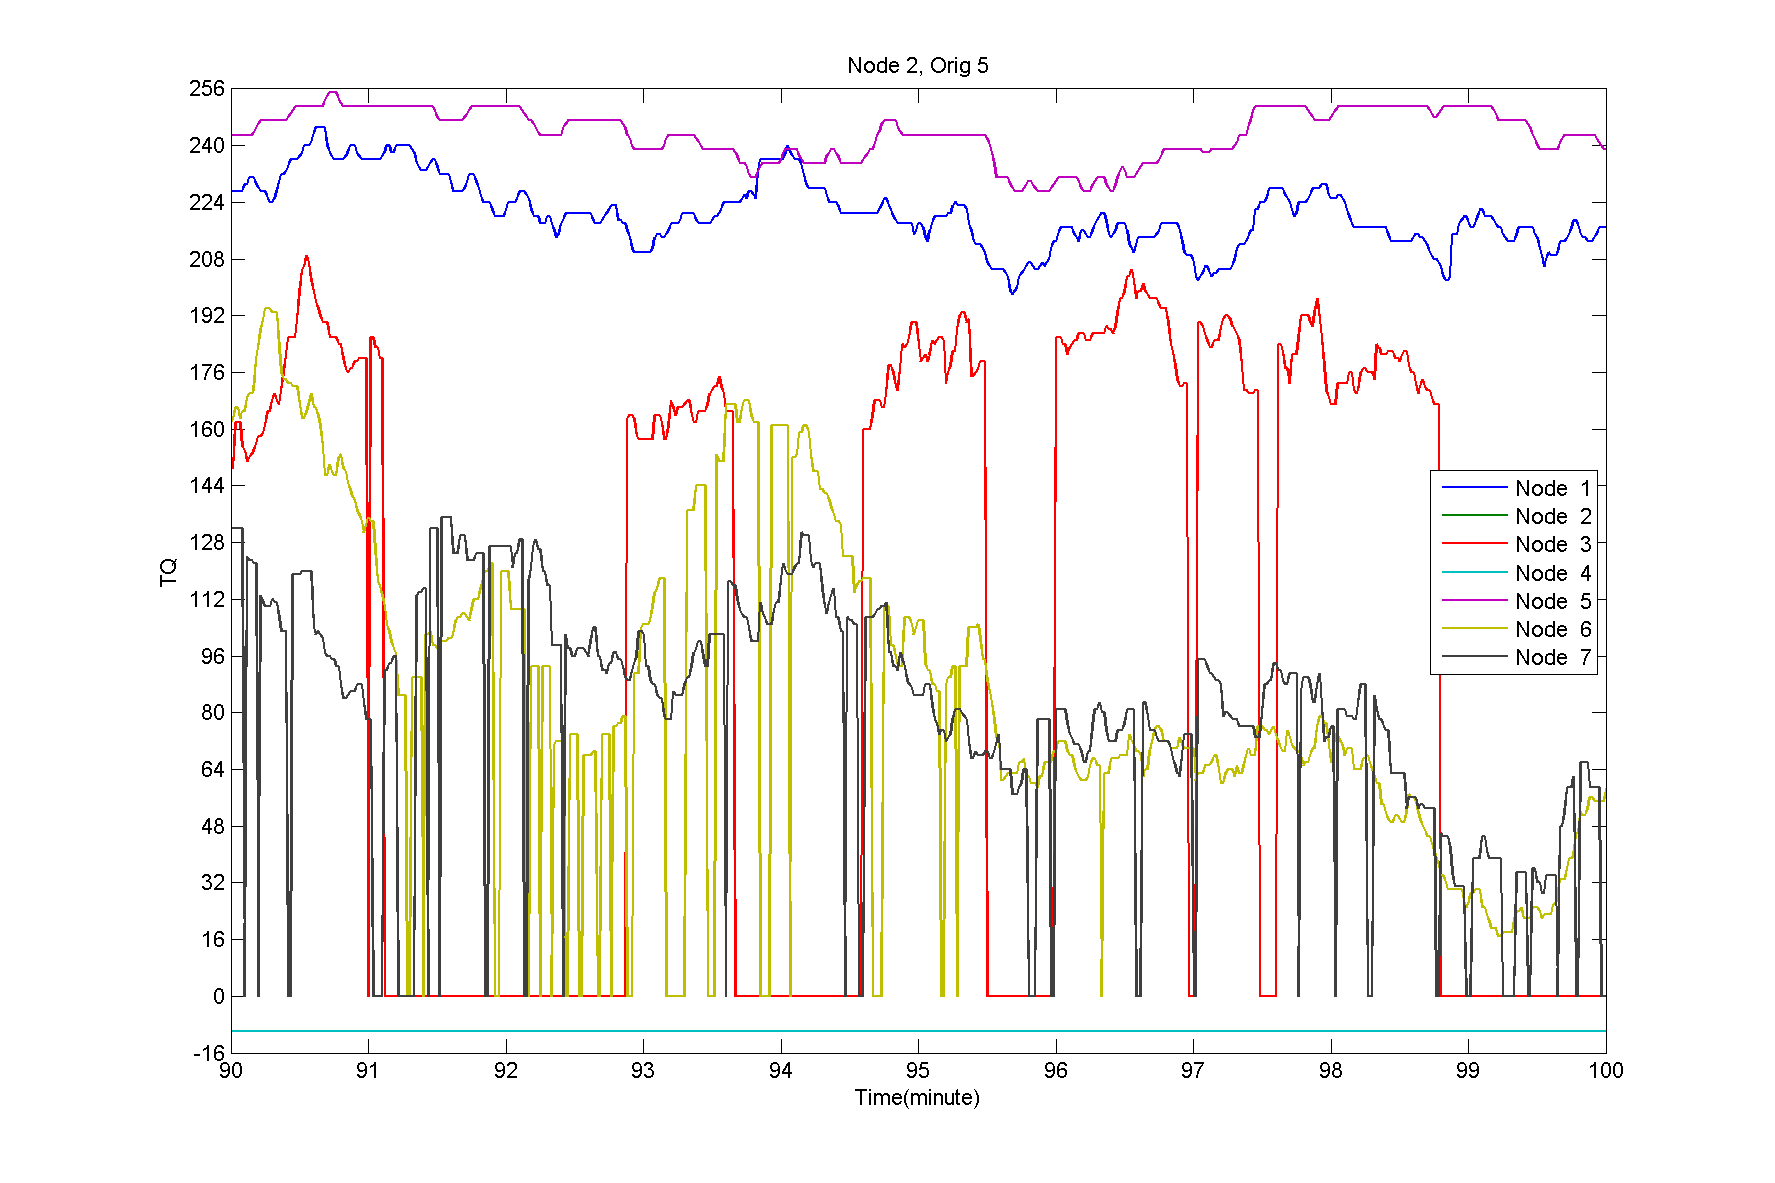 Node 2, Orig 5
256
240
224
208
192
176
160
144
128
112
96
80
64
48
32
16
0
-16
TQ
Node 1
Node 2
Node 3
Node 4
Node 5
Node 6
Node 7
90 91 92 93 94 95 96 97 98 99 100
Time(minute)